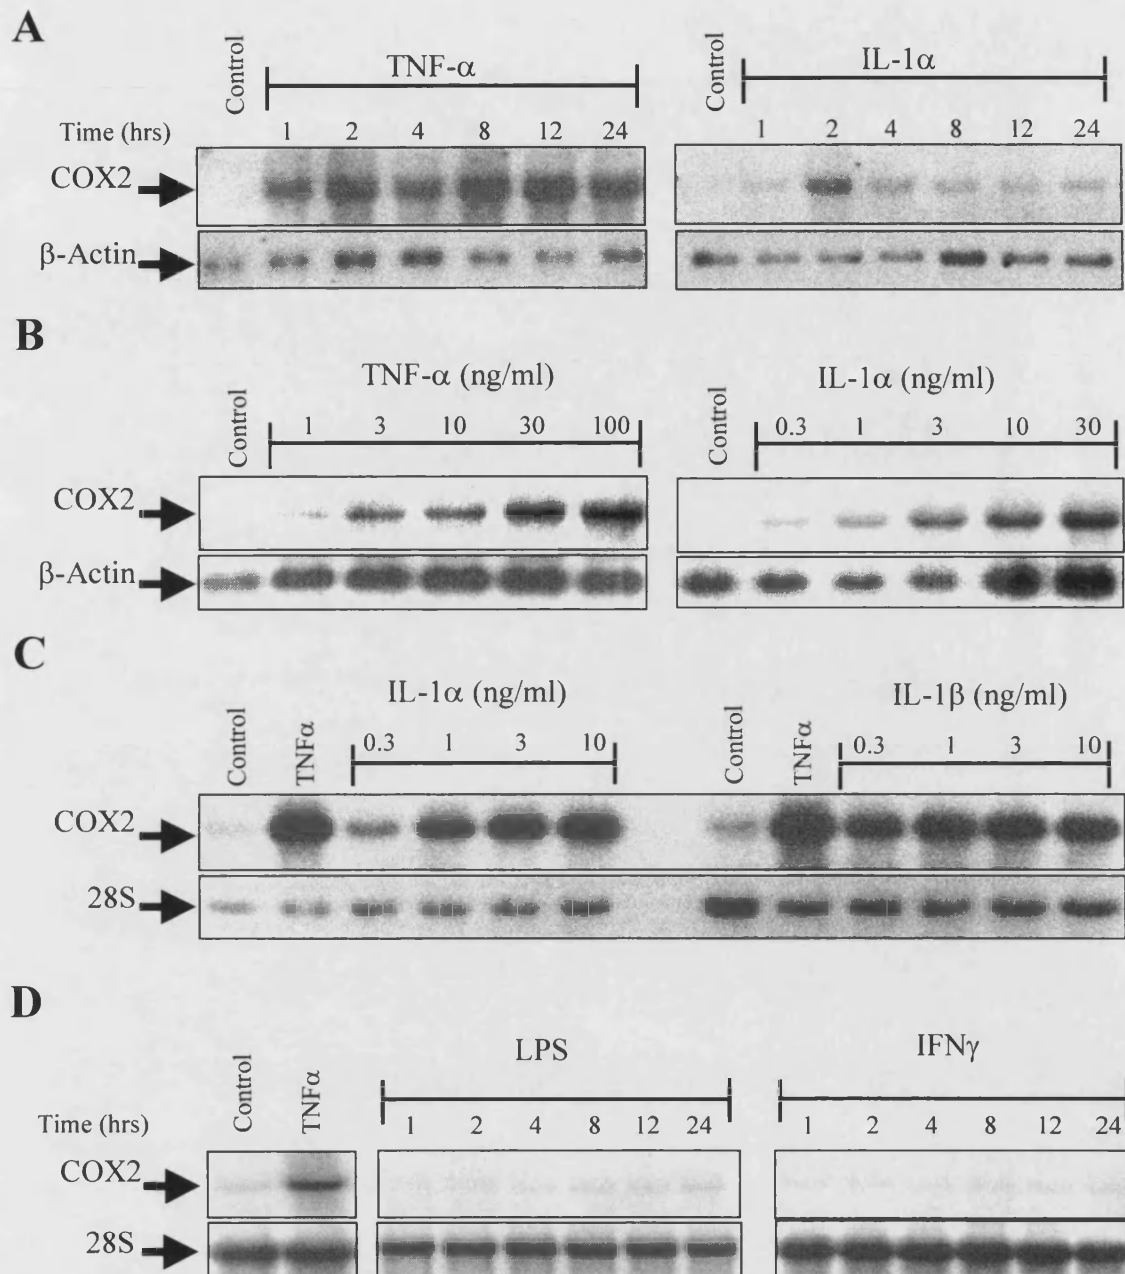 A
Control TNF-α Control IL-1α
Time (hrs) 1 2 4 8 12 24 1 2 4 8 12 24
COX2
β-Actin
B
Control TNF-α (ng/ml) Control IL-1α (ng/ml)
1 3 10 30 100 0.3 1 3 10 30
COX2
β-Actin
C
Control TNFα IL-1α (ng/ml) Control TNFα IL-1β (ng/ml)
0.3 1 3 10 0.3 1 3 10
COX2
28S
D
Control TNFα LPS IFNγ
Time (hrs) 1 2 4 8 12 24 1 2 4 8 12 24
COX2
28S